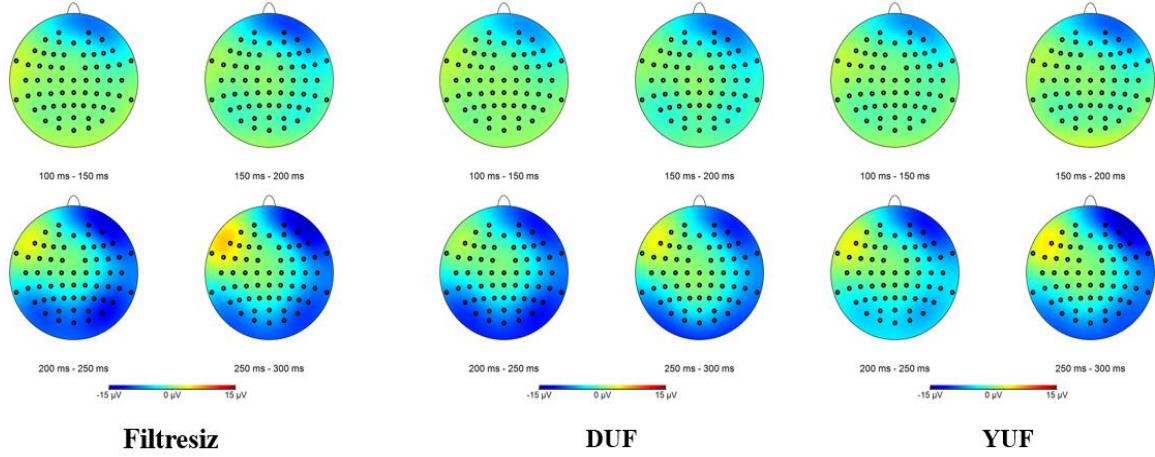 100 ms - 150 ms 150 ms - 200 ms 100 ms - 150 ms 150 ms - 200 ms 100 ms - 150 ms 150 ms - 200 ms
200 ms - 250 ms 250 ms - 300 ms 200 ms - 250 ms 250 ms - 300 ms 200 ms - 250 ms 250 ms - 300 ms
-15 µV 0 µV 15 µV -15 µV 0 µV 15 µV -15 µV 0 µV 15 µV
Filtresiz DUF YUF